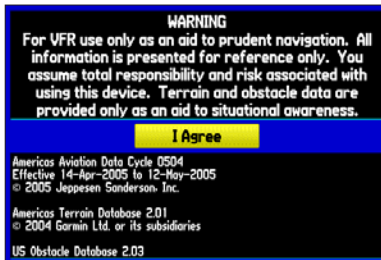 WARNING
For VFR use only as an aid to prudent navigation. All
information is presented for reference only. You
assume total responsibility and risk associated with
using this device. Terrain and obstacle data are
provided only as an aid to situational awareness.
I Agree
Americas Aviation Data Cycle 0504
Effective 14-Apr-2005 to 12-May-2005
© 2005 Jeppesen Sanderson, Inc.
Americas Terrain Database 2.01
© 2004 Garmin Ltd. or its subsidiaries
US Obstacle Database 2.03